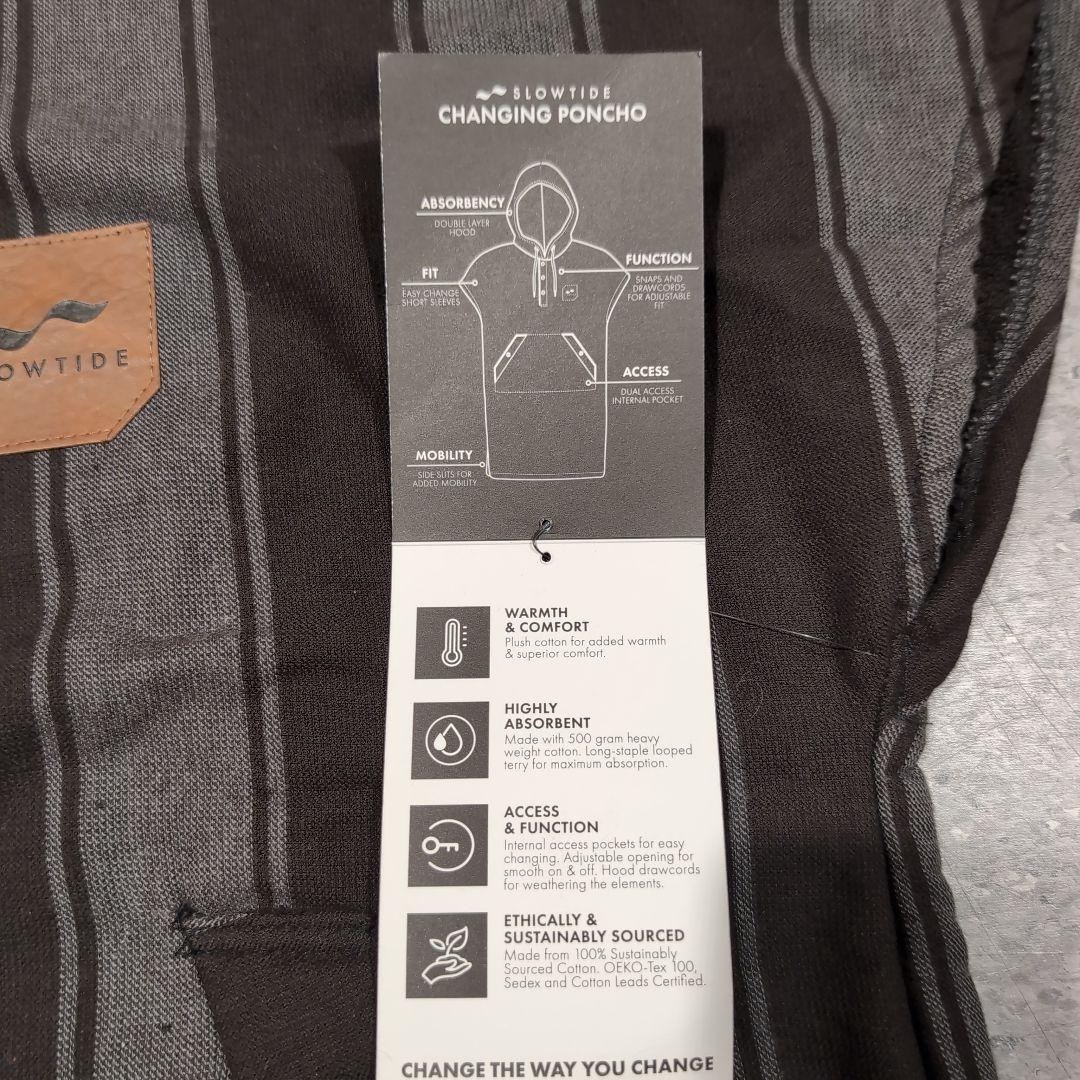 SLOWTIDE
CHANGING PONCHO
ABSORBENCY
DOUBLE LAYER
HOOD
FUNCTION
SNAPS AND
DRAWCORDS
FOR ADJUSTABLE
FIT
FIT
EASY CHANGE
SHORT SLEEVES
ACCESS
DUAL ACCESS
INTERNAL POCKET
MOBILITY
SIDE SLITS FOR
ADDED MOBILITY
OWTIDE
WARMTH
& COMFORT
Plush cotton for added warmth
& superior comfort.
HIGHLY
ABSORBENT
Made with 500 gram heavy
weight cotton. Long-staple looped
terry for maximum absorption.
ACCESS
& FUNCTION
Internal access pockets for easy
changing. Adjustable opening for
smooth on & off. Hood drawcords
for weathering the elements.
ETHICALLY &
SUSTAINABLY SOURCED
Made from 100% Sustainably
Sourced Cotton. OEKO-Tex 100,
Sedex and Cotton Leads Certified.
CHANGE THE WAY YOU CHANGE